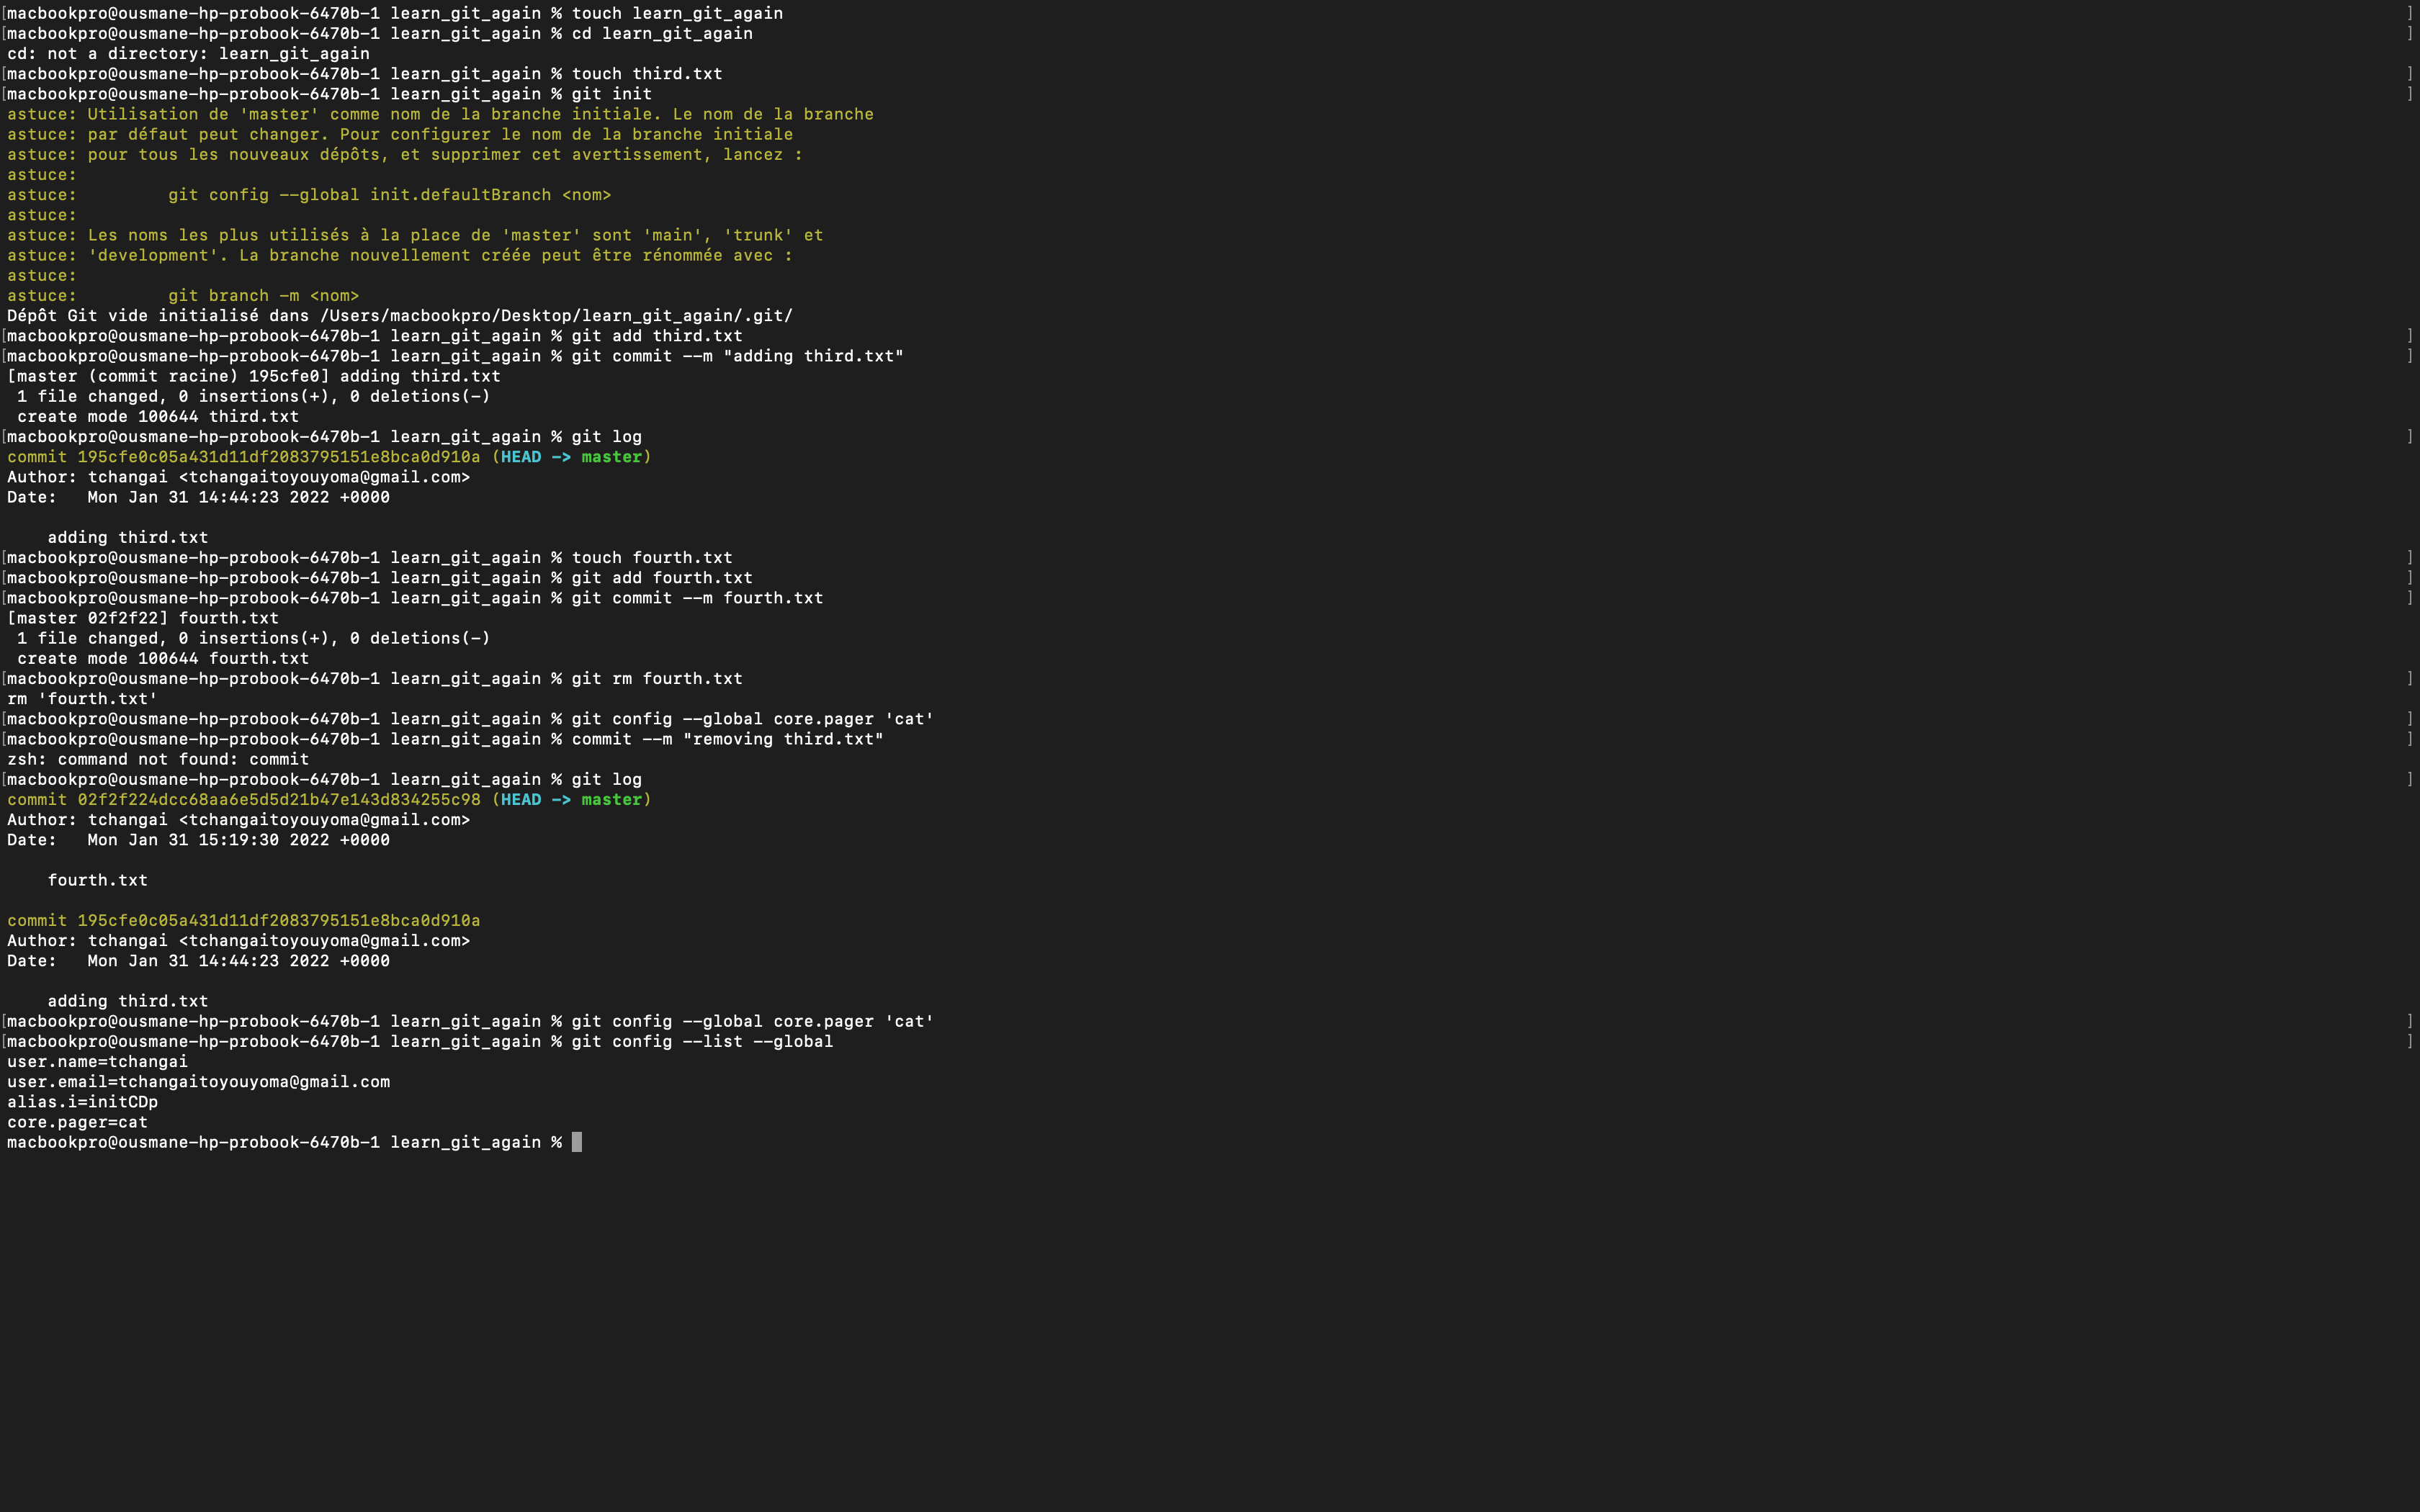 [macbookpro@ousmane-hp-probook-6470b-1 learn_git_again % touch learn_git_again ]
[macbookpro@ousmane-hp-probook-6470b-1 learn_git_again % cd learn_git_again ]
cd: not a directory: learn_git_again
[macbookpro@ousmane-hp-probook-6470b-1 learn_git_again % touch third.txt ]
[macbookpro@ousmane-hp-probook-6470b-1 learn_git_again % git init ]
astuce: Utilisation de 'master' comme nom de la branche initiale. Le nom de la branche
astuce: par défaut peut changer. Pour configurer le nom de la branche initiale
astuce: pour tous les nouveaux dépôts, et supprimer cet avertissement, lancez :
astuce:
astuce: git config --global init.defaultBranch <nom>
astuce:
astuce: Les noms les plus utilisés à la place de 'master' sont 'main', 'trunk' et
astuce: 'development'. La branche nouvellement créée peut être rénommée avec :
astuce:
astuce: git branch -m <nom>
Dépôt Git vide initialisé dans /Users/macbookpro/Desktop/learn_git_again/.git/
[macbookpro@ousmane-hp-probook-6470b-1 learn_git_again % git add third.txt ]
[macbookpro@ousmane-hp-probook-6470b-1 learn_git_again % git commit --m "adding third.txt" ]
[master (commit racine) 195cfe0] adding third.txt
1 file changed, 0 insertions(+), 0 deletions(-)
create mode 100644 third.txt
[macbookpro@ousmane-hp-probook-6470b-1 learn_git_again % git log ]
commit 195cfe0c05a431d11df2083795151e8bca0d910a (HEAD -> master)
Author: tchangai <tchangaitoyouyoma@gmail.com>
Date: Mon Jan 31 14:44:23 2022 +0000
adding third.txt
[macbookpro@ousmane-hp-probook-6470b-1 learn_git_again % touch fourth.txt ]
[macbookpro@ousmane-hp-probook-6470b-1 learn_git_again % git add fourth.txt ]
[macbookpro@ousmane-hp-probook-6470b-1 learn_git_again % git commit --m fourth.txt ]
[master 02f2f22] fourth.txt
1 file changed, 0 insertions(+), 0 deletions(-)
create mode 100644 fourth.txt
[macbookpro@ousmane-hp-probook-6470b-1 learn_git_again % git rm fourth.txt ]
rm 'fourth.txt'
[macbookpro@ousmane-hp-probook-6470b-1 learn_git_again % git config --global core.pager 'cat' ]
[macbookpro@ousmane-hp-probook-6470b-1 learn_git_again % commit --m "removing third.txt" ]
zsh: command not found: commit
[macbookpro@ousmane-hp-probook-6470b-1 learn_git_again % git log ]
commit 02f2f224dcc68aa6e5d5d21b47e143d834255c98 (HEAD -> master)
Author: tchangai <tchangaitoyouyoma@gmail.com>
Date: Mon Jan 31 15:19:30 2022 +0000
fourth.txt
commit 195cfe0c05a431d11df2083795151e8bca0d910a
Author: tchangai <tchangaitoyouyoma@gmail.com>
Date: Mon Jan 31 14:44:23 2022 +0000
adding third.txt
[macbookpro@ousmane-hp-probook-6470b-1 learn_git_again % git config --global core.pager 'cat' ]
[macbookpro@ousmane-hp-probook-6470b-1 learn_git_again % git config --list --global ]
user.name=tchangai
user.email=tchangaitoyouyoma@gmail.com
alias.i=initCDp
core.pager=cat
macbookpro@ousmane-hp-probook-6470b-1 learn_git_again %